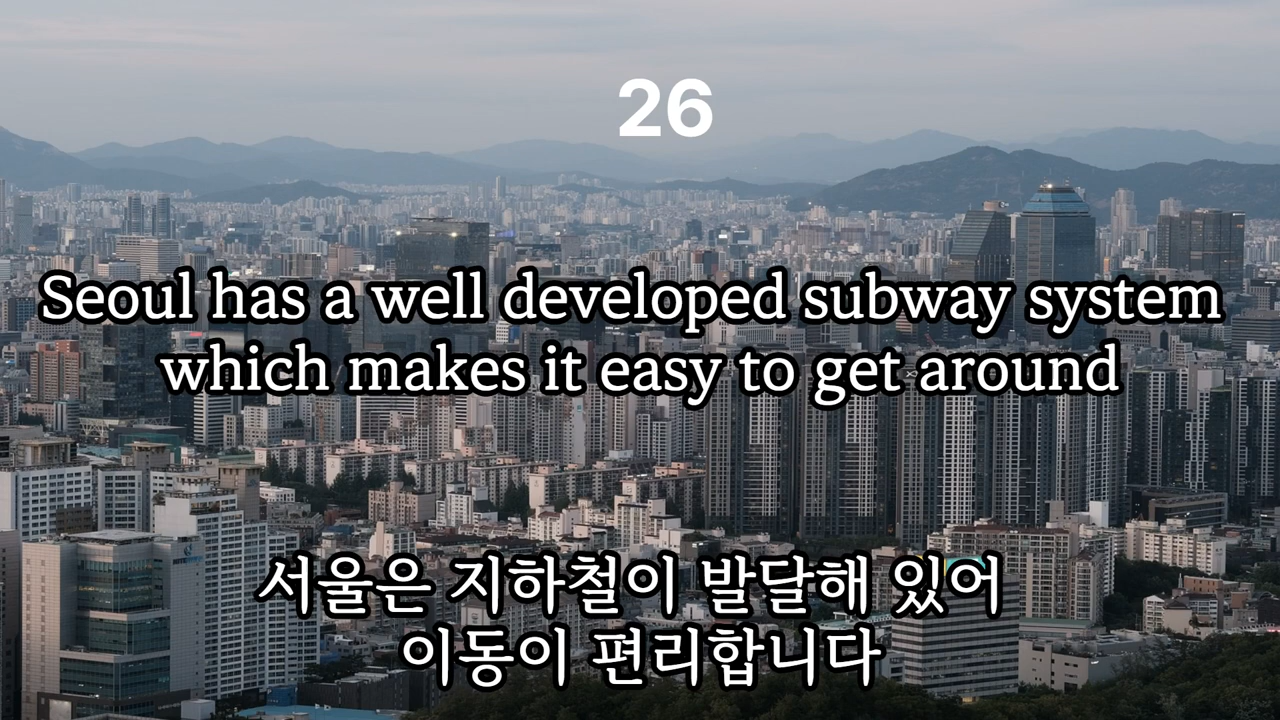 26
Seoul has a well developed subway system
which makes it easy to get around
서울은 지하철이 발달해 있어
이동이 편리합니다